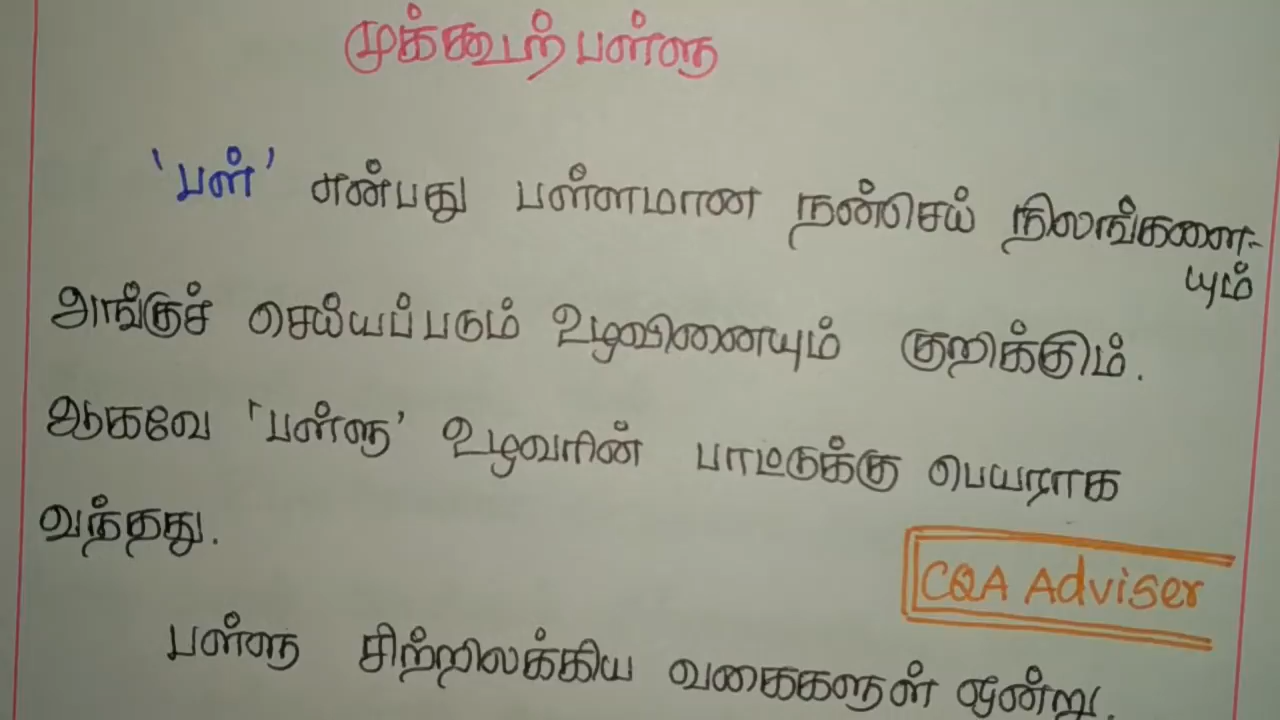 முக்கூடற் பள்ளு
'பள்' என்பது பள்ளமான நன்செய் நிலங்களை-
யும்
அங்குச் செய்யப்படும் உழவினையும் குறிக்கும்.
ஆகவே 'பள்ளு' உழவரின் பாட்டுக்கு பெயராக
வந்தது.
CQA Adviser
பள்ளு சிற்றிலக்கிய வகைகளுள் ஒன்று.